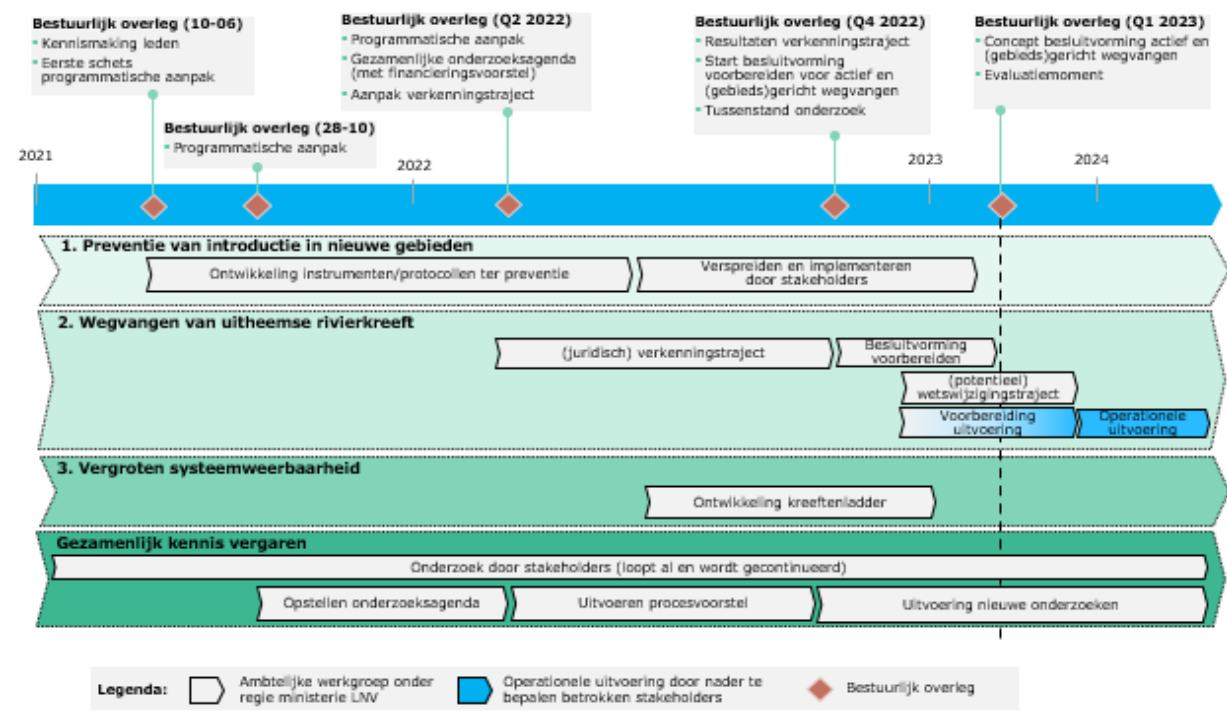 Bestuurlijk overleg (10-06)
Kennismaking leden
Eerste schets
programmatische aanpak
Bestuurlijk overleg (28-10)
Programmatische aanpak
Bestuurlijk overleg (Q2 2022)
Programmatische aanpak
Gezamenlijke onderzoeksagenda
(met financieringsvoorstel)
Aanpak verkenningstraject
Bestuurlijk overleg (Q4 2022)
Resultaten verkenningstraject
Start besluitvorming
voorbereiden voor actief en
(gebieds)gericht wegvangen
Tussenstand onderzoek
Bestuurlijk overleg (Q1 2023)
Concept besluitvorming actief en
(gebieds)gericht wegvangen
Evaluatiemoment
2021
2022
2023
2024
1. Preventie van introductie in nieuwe gebieden
Ontwikkeling instrumenten/protocollen ter preventie
Verspreiden en implementeren
door stakeholders
2. Wegvangen van uitheemse rivierkreeft
(juridisch) verkenningstraject
Besluitvorming
voorbereiden
(potentieel)
wetswijzigingstraject
Voorbereiding
uitvoering
Operationele
uitvoering
3. Vergroten systeemweerbaarheid
Ontwikkeling kreeftenladder
Gezamenlijk kennis vergaren
Onderzoek door stakeholders (loopt al en wordt gecontinueerd)
Opstellen onderzoeksagenda
Uitvoeren procesvoorstel
Uitvoering nieuwe onderzoeken
Legenda:
Ambtelijke werkgroep onder
regie ministerie LNV
Operationele uitvoering door nader te
bepalen betrokken stakeholders
Bestuurlijk overleg